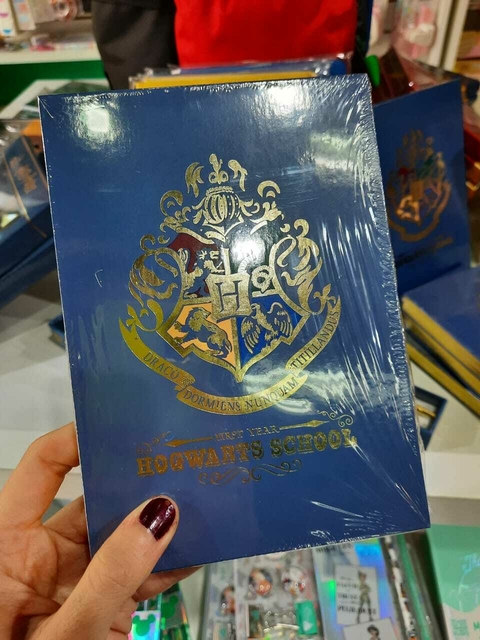 H
DRACO DORMIENS NUNQUAM TITILLANDUS
FIRST YEAR
HOGWANTS SCHOOL